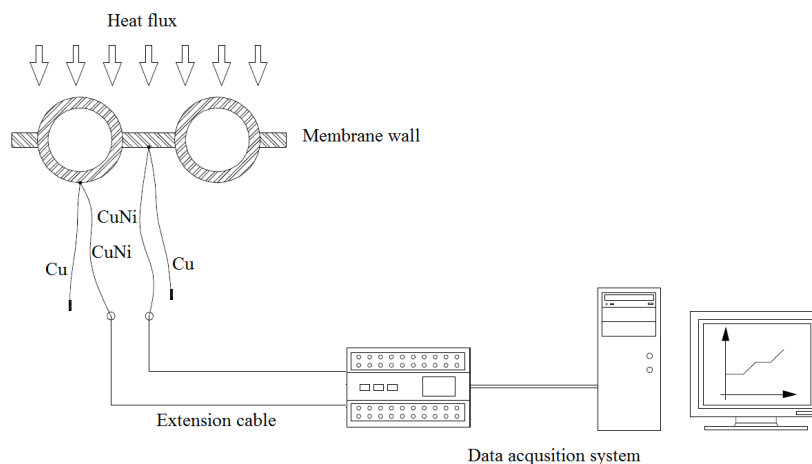 Heat flux
Membrane wall
CuNi
CuNi
Cu
Cu
Extension cable
Data acqusition system